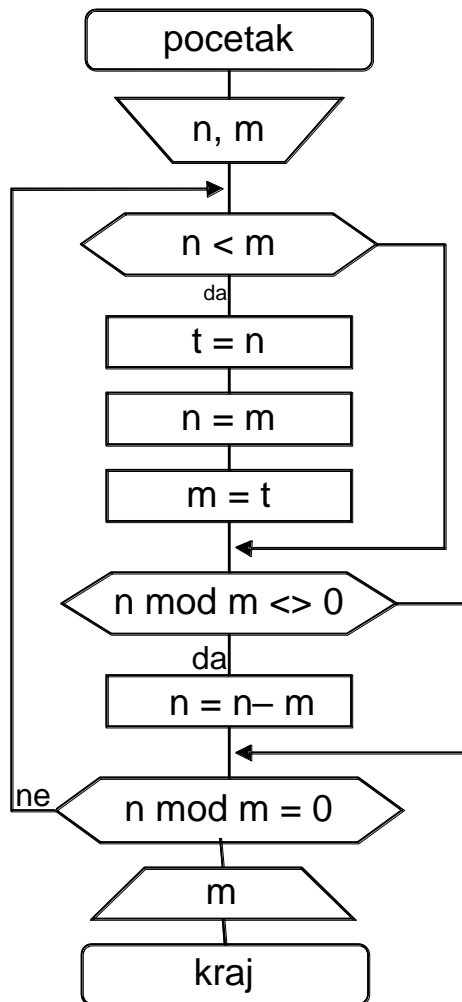 pocetak
n, m
n < m
da
t = n
n = m
m = t
n mod m <> 0
da
n = n– m
ne
n mod m = 0
m
kraj